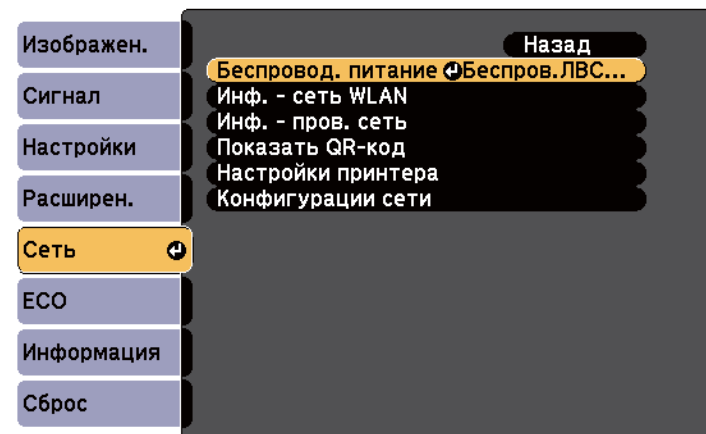 Изображен.
Сигнал
Настройки
Расширен.
Сеть
ECO
Информация
Сброс
Назад
Беспровод. питание Беспров.ЛВС...
Инф. - сеть WLAN
Инф. - пров. сеть
Показать QR-код
Настройки принтера
Конфигурации сети